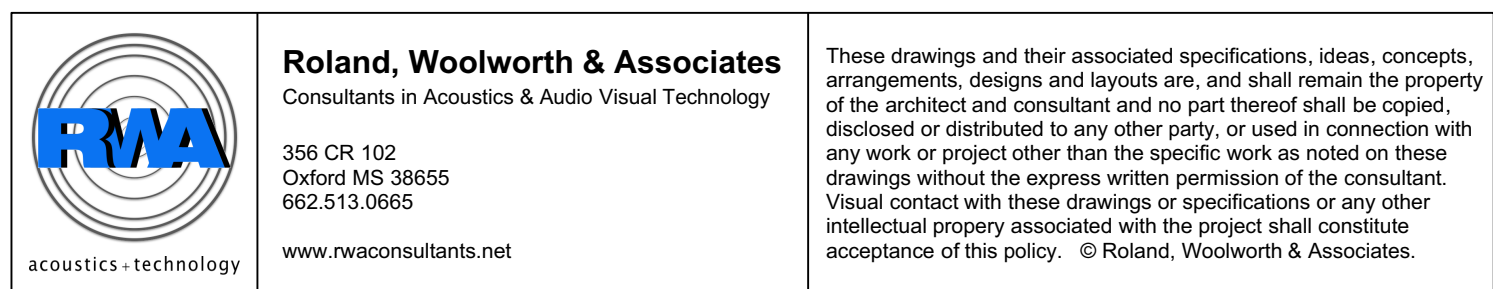 RWA
acoustics + technology
Roland, Woolworth & Associates
Consultants in Acoustics & Audio Visual Technology
356 CR 102
Oxford MS 38655
662.513.0665
www.rwaconsultants.net
These drawings and their associated specifications, ideas, concepts,
arrangements, designs and layouts are, and shall remain the property
of the architect and consultant and no part thereof shall be copied,
disclosed or distributed to any other party, or used in connection with
any work or project other than the specific work as noted on these
drawings without the express written permission of the consultant.
Visual contact with these drawings or specifications or any other
intellectual propery associated with the project shall constitute
acceptance of this policy. © Roland, Woolworth & Associates.